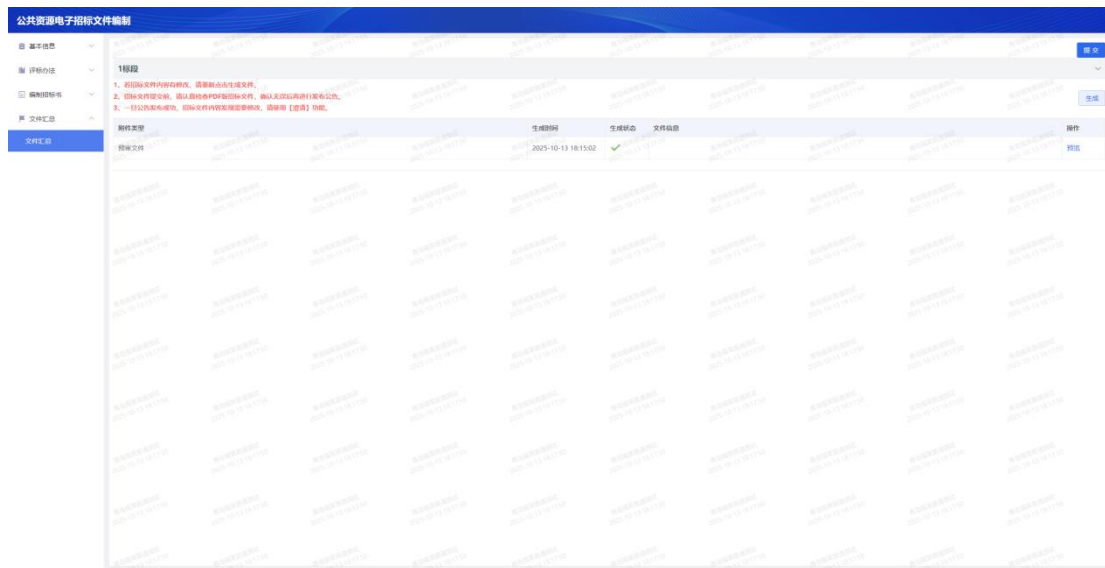 公共资源电子招标文件编制
基本信息
评标办法
编制招标书
文件汇总
文件汇总
提交
1标段
1、若招标文件内容有修改，请重新点击生成文件。
2、招标文件提交前，请认真检查PDF版招标文件，确认无误后再进行发布公告。
3、一旦公告发布成功，招标文件内容发现需要修改，请使用【澄清】功能。
生成
附件类型 生成时间 生成状态 文件信息 操作
预审文件 2025-10-13 18:15:02 预览